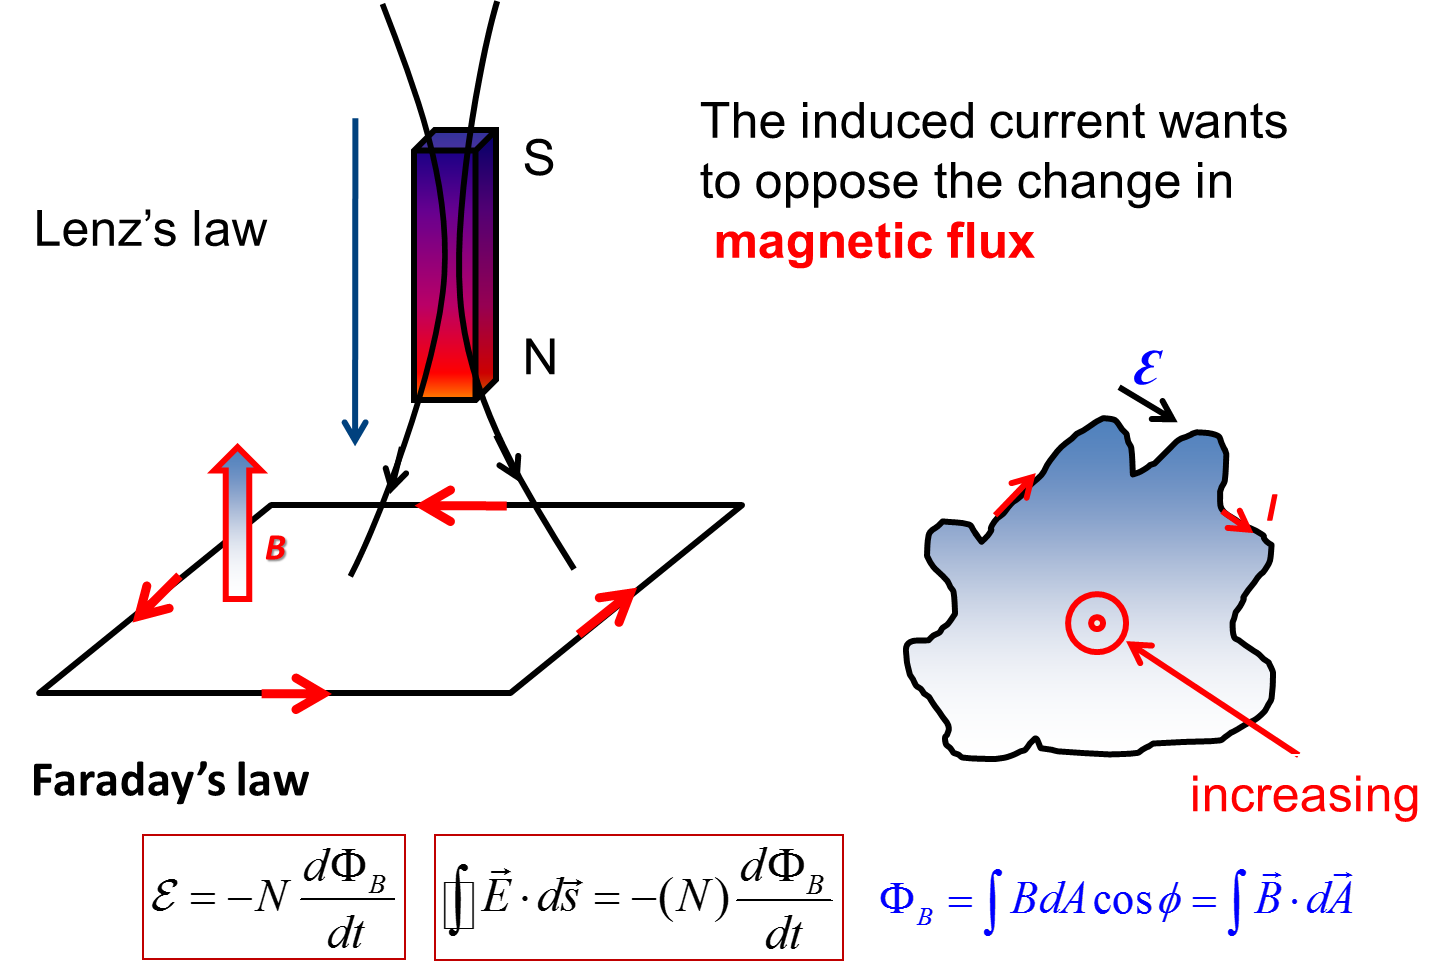 S
The induced current wants
to oppose the change in
magnetic flux
Lenz’s law
N
ℰ
B
I
increasing
Faraday’s law
ℰ = −N dΦ_B/dt
∮ E⃗ · ds⃗ = −(N) dΦ_B/dt
Φ_B = ∫ BdA cos ϕ = ∫ B⃗ · dA⃗